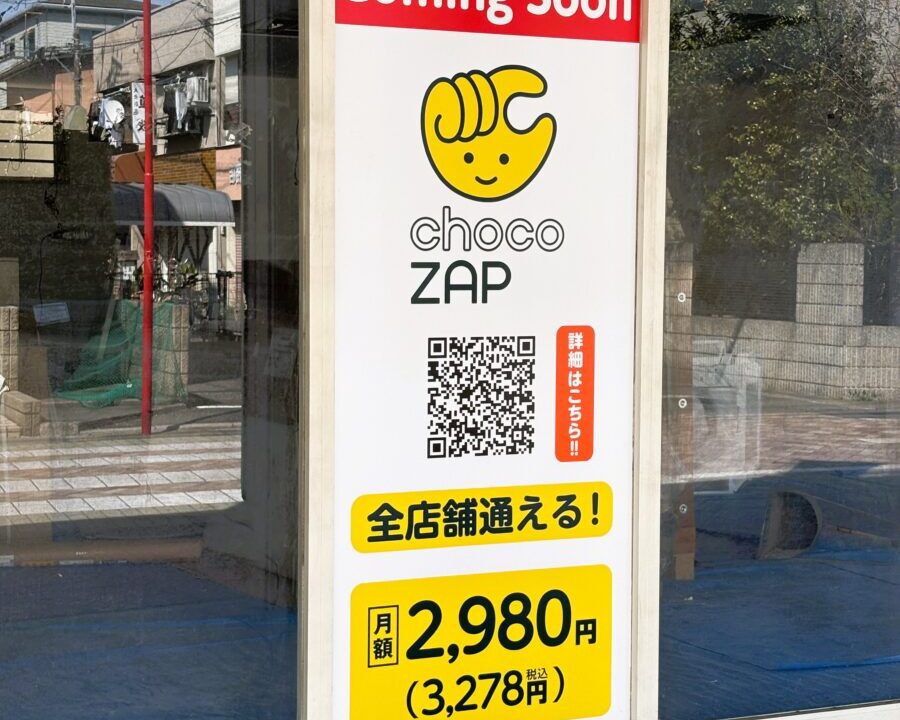 Coming Soon
choco
ZAP
詳細はこちら!!
全店舗通える!
月額 2,980円
(3,278円税込)